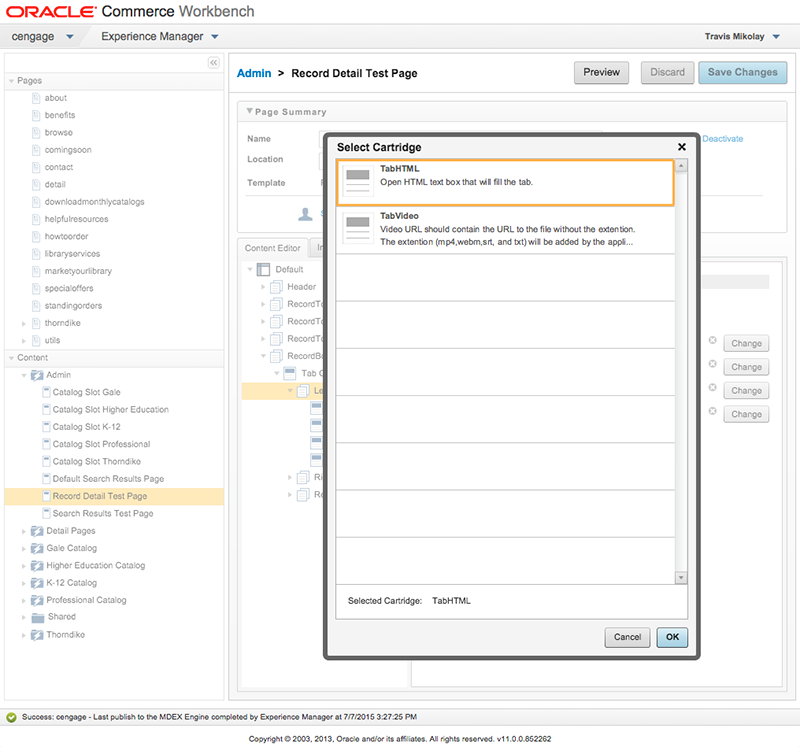 ORACLE Commerce Workbench
cengage Experience Manager Travis Mikolay
Pages
about
benefits
browse
comingsoon
contact
detail
downloadmonthlycatalogs
helpfulresources
howtoorder
libraryservices
marketyourlibrary
specialoffers
standingorders
thorndike
utils
Content
Admin
Catalog Slot Gale
Catalog Slot Higher Education
Catalog Slot K-12
Catalog Slot Professional
Catalog Slot Thorndike
Default Search Results Page
Record Detail Test Page
Search Results Test Page
Detail Pages
Gale Catalog
Higher Education Catalog
K-12 Catalog
Professional Catalog
Shared
Thorndike
Admin > Record Detail Test Page Preview Discard Save Changes
Page Summary
Name
Location
Template
Deactivate
Content Editor
Default
Header
RecordT
RecordT
RecordT
RecordB
Tab
Le
Ri
Re
Change
Change
Change
Change
Select Cartridge
TabHTML
Open HTML text box that will fill the tab.
TabVideo
Video URL should contain the URL to the file without the extention.
The extention (mp4,webm,srt, and txt) will be added by the appli...
Selected Cartridge: TabHTML
Cancel OK
Success: cengage - Last publish to the MDEX Engine completed by Experience Manager at 7/7/2015 3:27:25 PM
Copyright © 2003, 2013, Oracle and/or its affiliates. All rights reserved. v11.0.0.852262